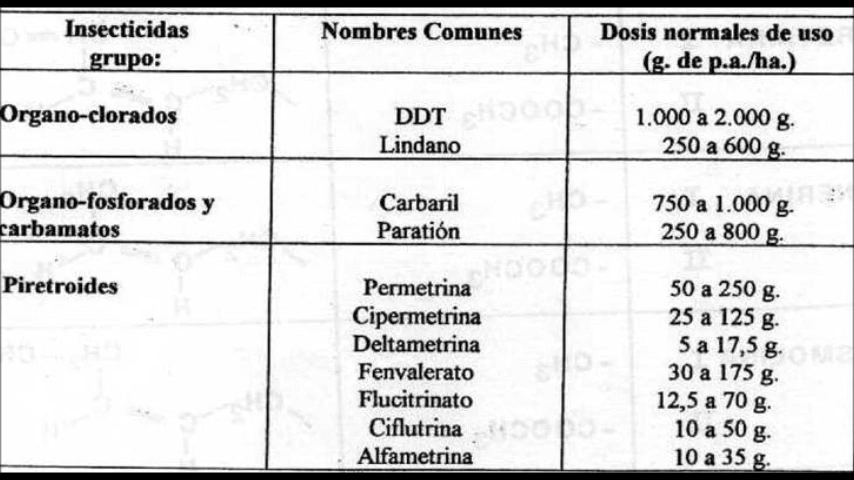 Insecticidas grupo: Nombres Comunes Dosis normales de uso (g. de p.a./ha.)
Organo-clorados DDT 1.000 a 2.000 g.
Lindano 250 a 600 g.
Organo-fosforados y Carbaril 750 a 1.000 g.
carbamatos Paratión 250 a 800 g.
Piretroides Permetrina 50 a 250 g.
Cipermetrina 25 a 125 g.
Deltametrina 5 a 17,5 g.
Fenvalerato 30 a 175 g.
Flucitrinato 12,5 a 70 g.
Ciflutrina 10 a 50 g.
Alfametrina 10 a 35 g.